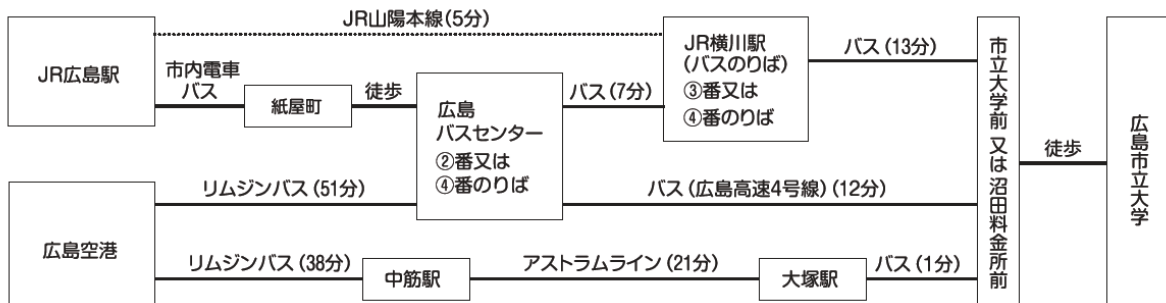 JR山陽本線(5分)
JR広島駅
市内電車
バス
紙屋町
徒歩
広島
バスセンター
②番又は
④番のりば
バス(7分)
JR横川駅
(バスのりば)
③番又は
④番のりば
バス(13分)
市立大学前 又は 沼田料金所前
徒歩
広島市立大学
広島空港
リムジンバス(51分)
バス(広島高速4号線)(12分)
リムジンバス(38分)
中筋駅
アストラムライン(21分)
大塚駅
バス(1分)